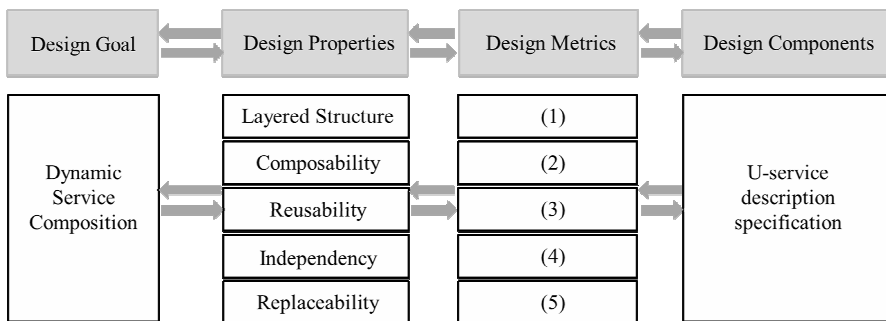 Design Goal
Design Properties
Design Metrics
Design Components
Dynamic
Service
Composition
Layered Structure
Composability
Reusability
Independency
Replaceability
(1)
(2)
(3)
(4)
(5)
U-service
description
specification